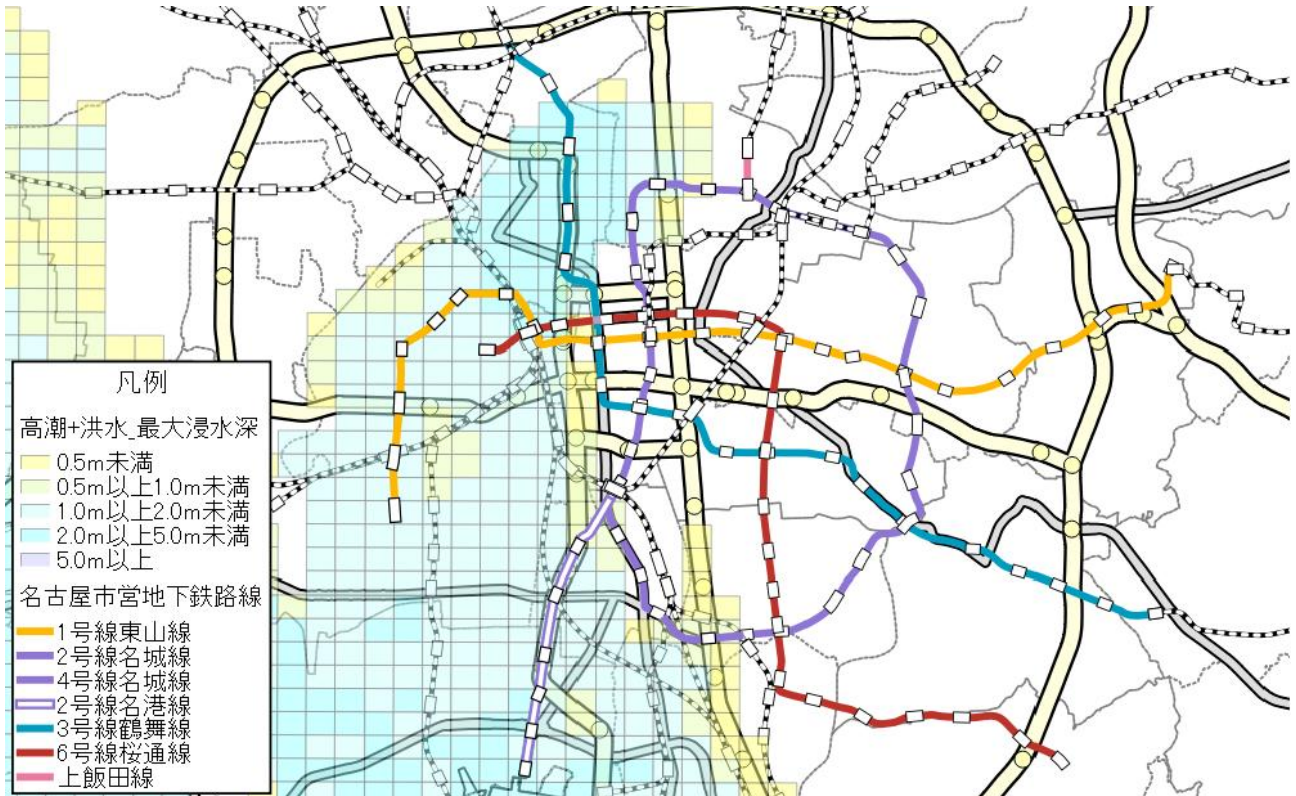 凡例
高潮+洪水_最大浸水深
0.5m未満
0.5m以上1.0m未満
1.0m以上2.0m未満
2.0m以上5.0m未満
5.0m以上
名古屋市営地下鉄路線
1号線東山線
2号線名城線
4号線名城線
2号線名港線
3号線鶴舞線
6号線桜通線
上飯田線